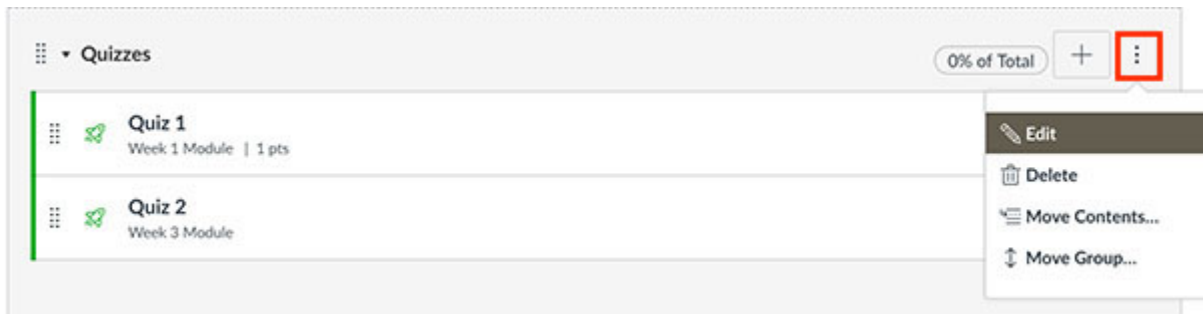 Quizzes
0% of Total
Quiz 1
Week 1 Module | 1 pts
Quiz 2
Week 3 Module
Edit
Delete
Move Contents...
Move Group...